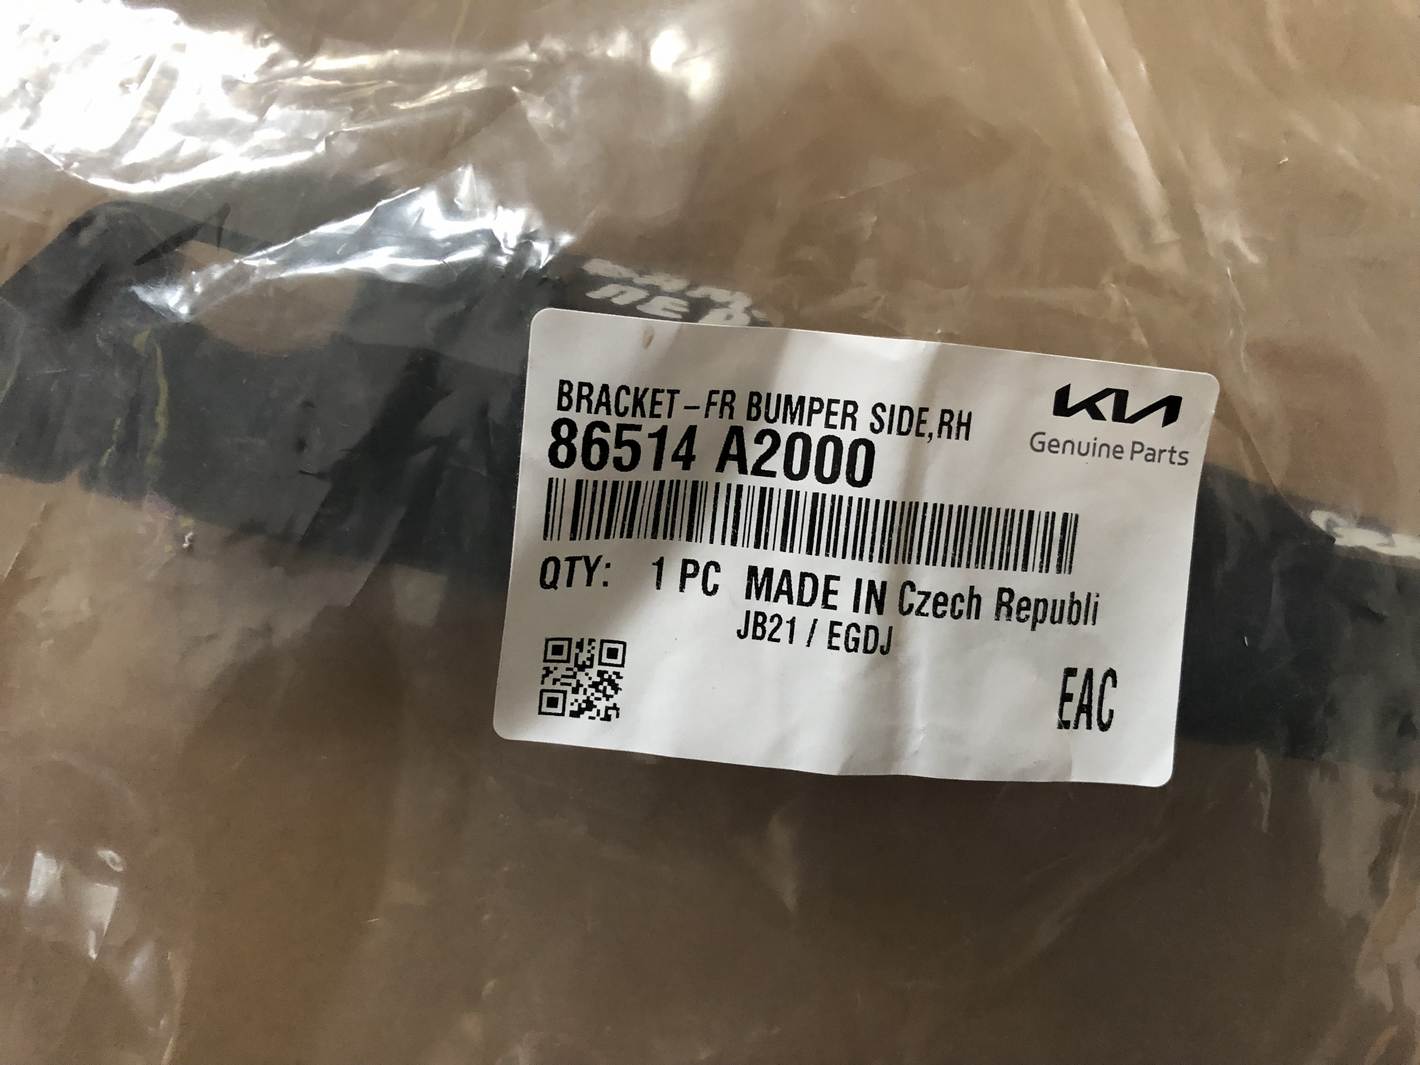 BRACKET-FR BUMPER SIDE,RH
86514 A2000
KIA
Genuine Parts
QTY: 1 PC MADE IN Czech Republi
JB21 / EGDJ
EAC